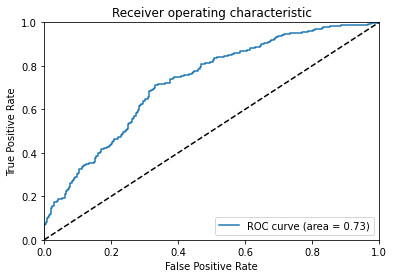 Receiver operating characteristic
1.0
0.8
0.6
0.4
0.2
0.0
True Positive Rate
ROC curve (area = 0.73)
0.0 0.2 0.4 0.6 0.8 1.0
False Positive Rate